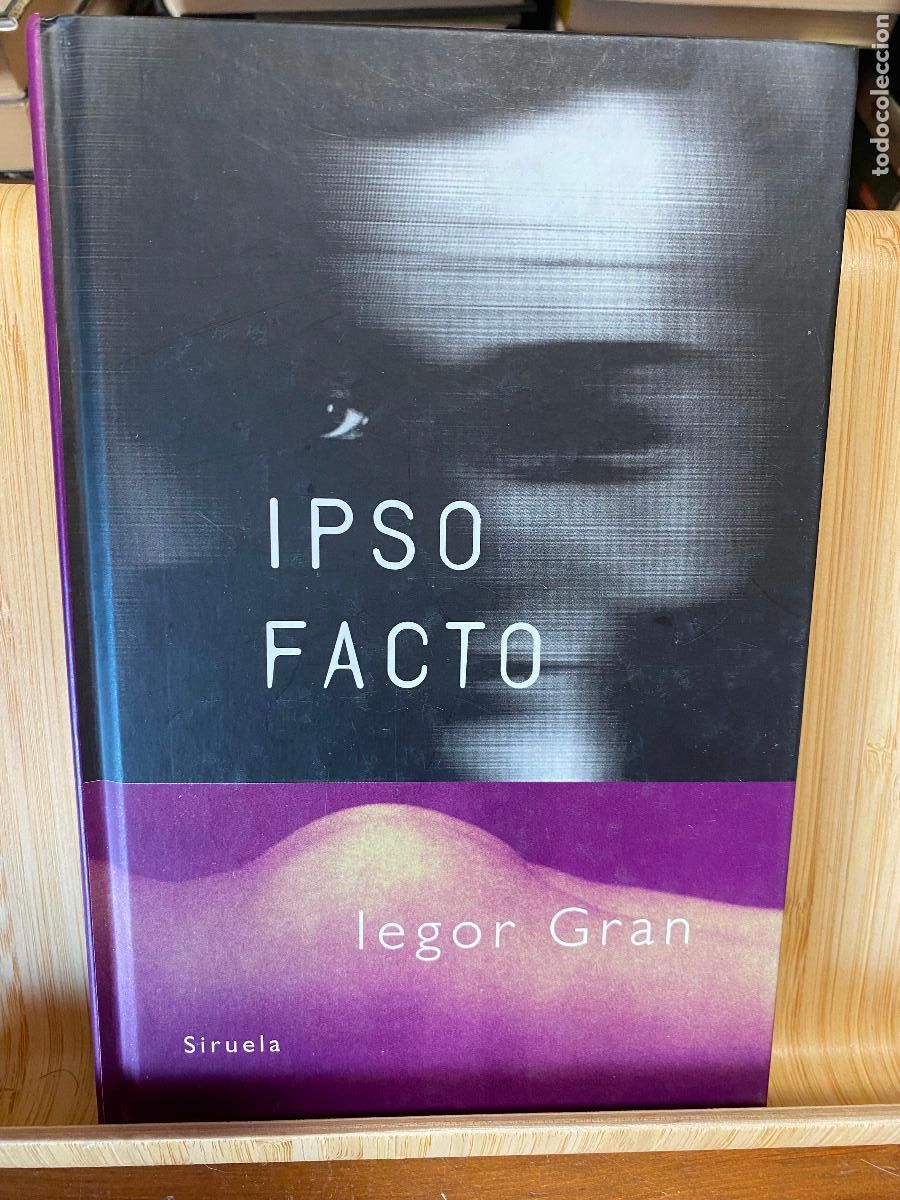 IPSO
FACTO
Iegor Gran
Siruela
todocoleccion